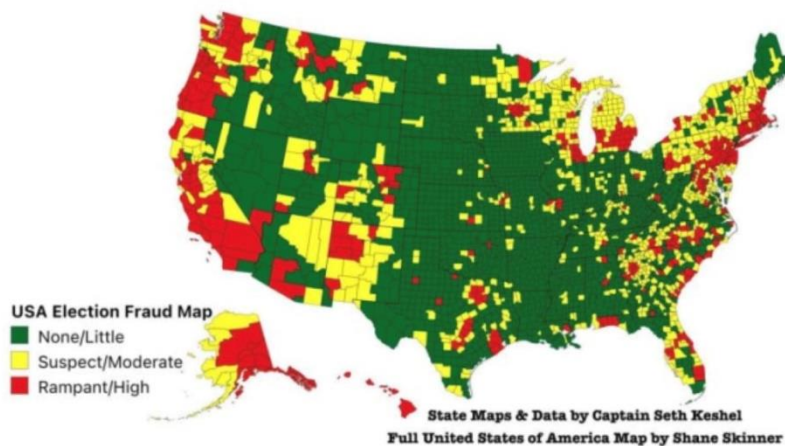 USA Election Fraud Map
None/Little
Suspect/Moderate
Rampant/High
State Maps & Data by Captain Seth Keshel
Full United States of America Map by Shane Skinner